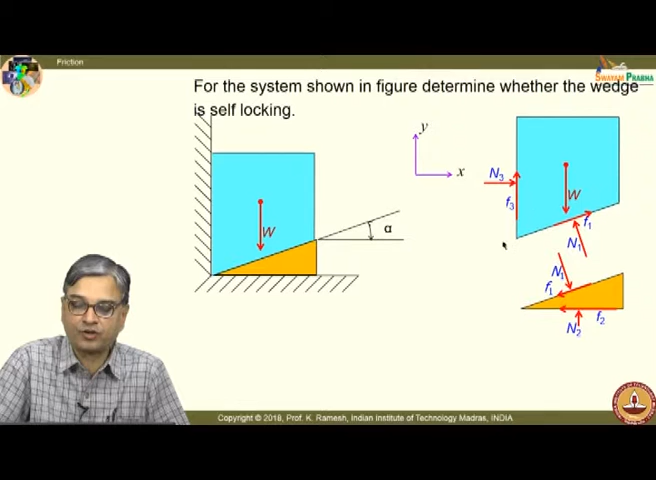 Friction
SWAYAM PRABHA
For the system shown in figure determine whether the wedge
is self locking.
W
α
y
x
N3
f3
W
f1
N1
N1
f1
N2
f2
Copyright © 2018, Prof. K. Ramesh, Indian Institute of Technology Madras, INDIA